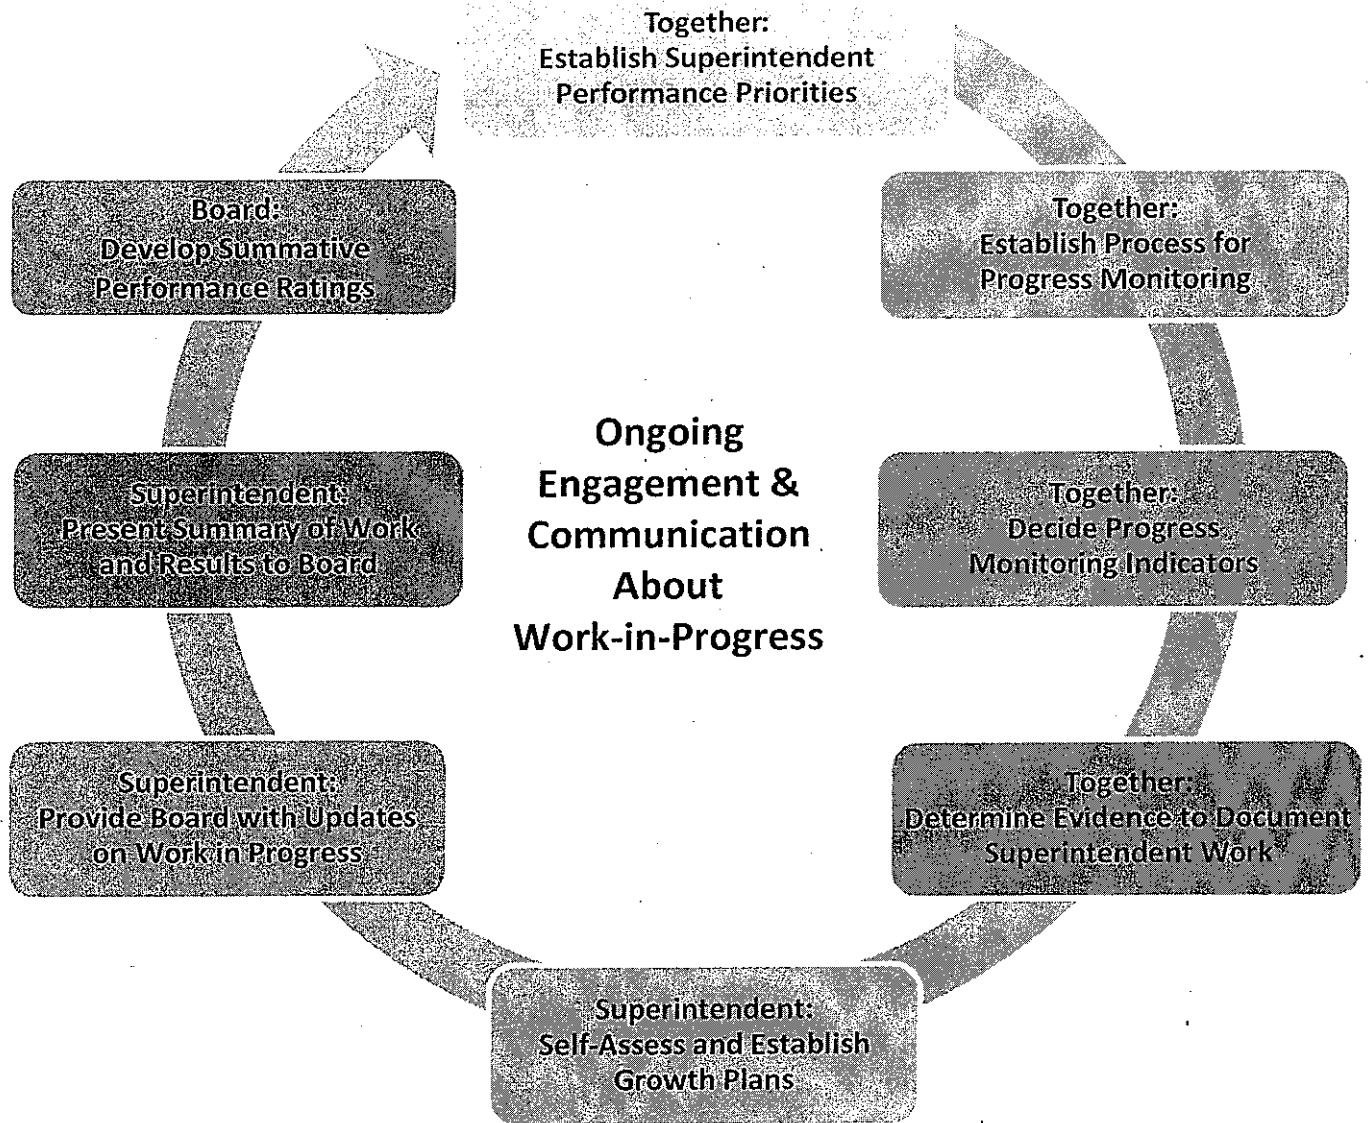 Together:
Establish Superintendent
Performance Priorities
Together:
Establish Process for
Progress Monitoring
Together:
Decide Progress
Monitoring Indicators
Together:
Determine Evidence to Document
Superintendent Work
Superintendent:
Self-Assess and Establish
Growth Plans
Superintendent:
Provide Board with Updates
on Work in Progress
Superintendent:
Present Summary of Work
and Results to Board
Board:
Develop Summative
Performance Ratings
Ongoing
Engagement &
Communication
About
Work-in-Progress